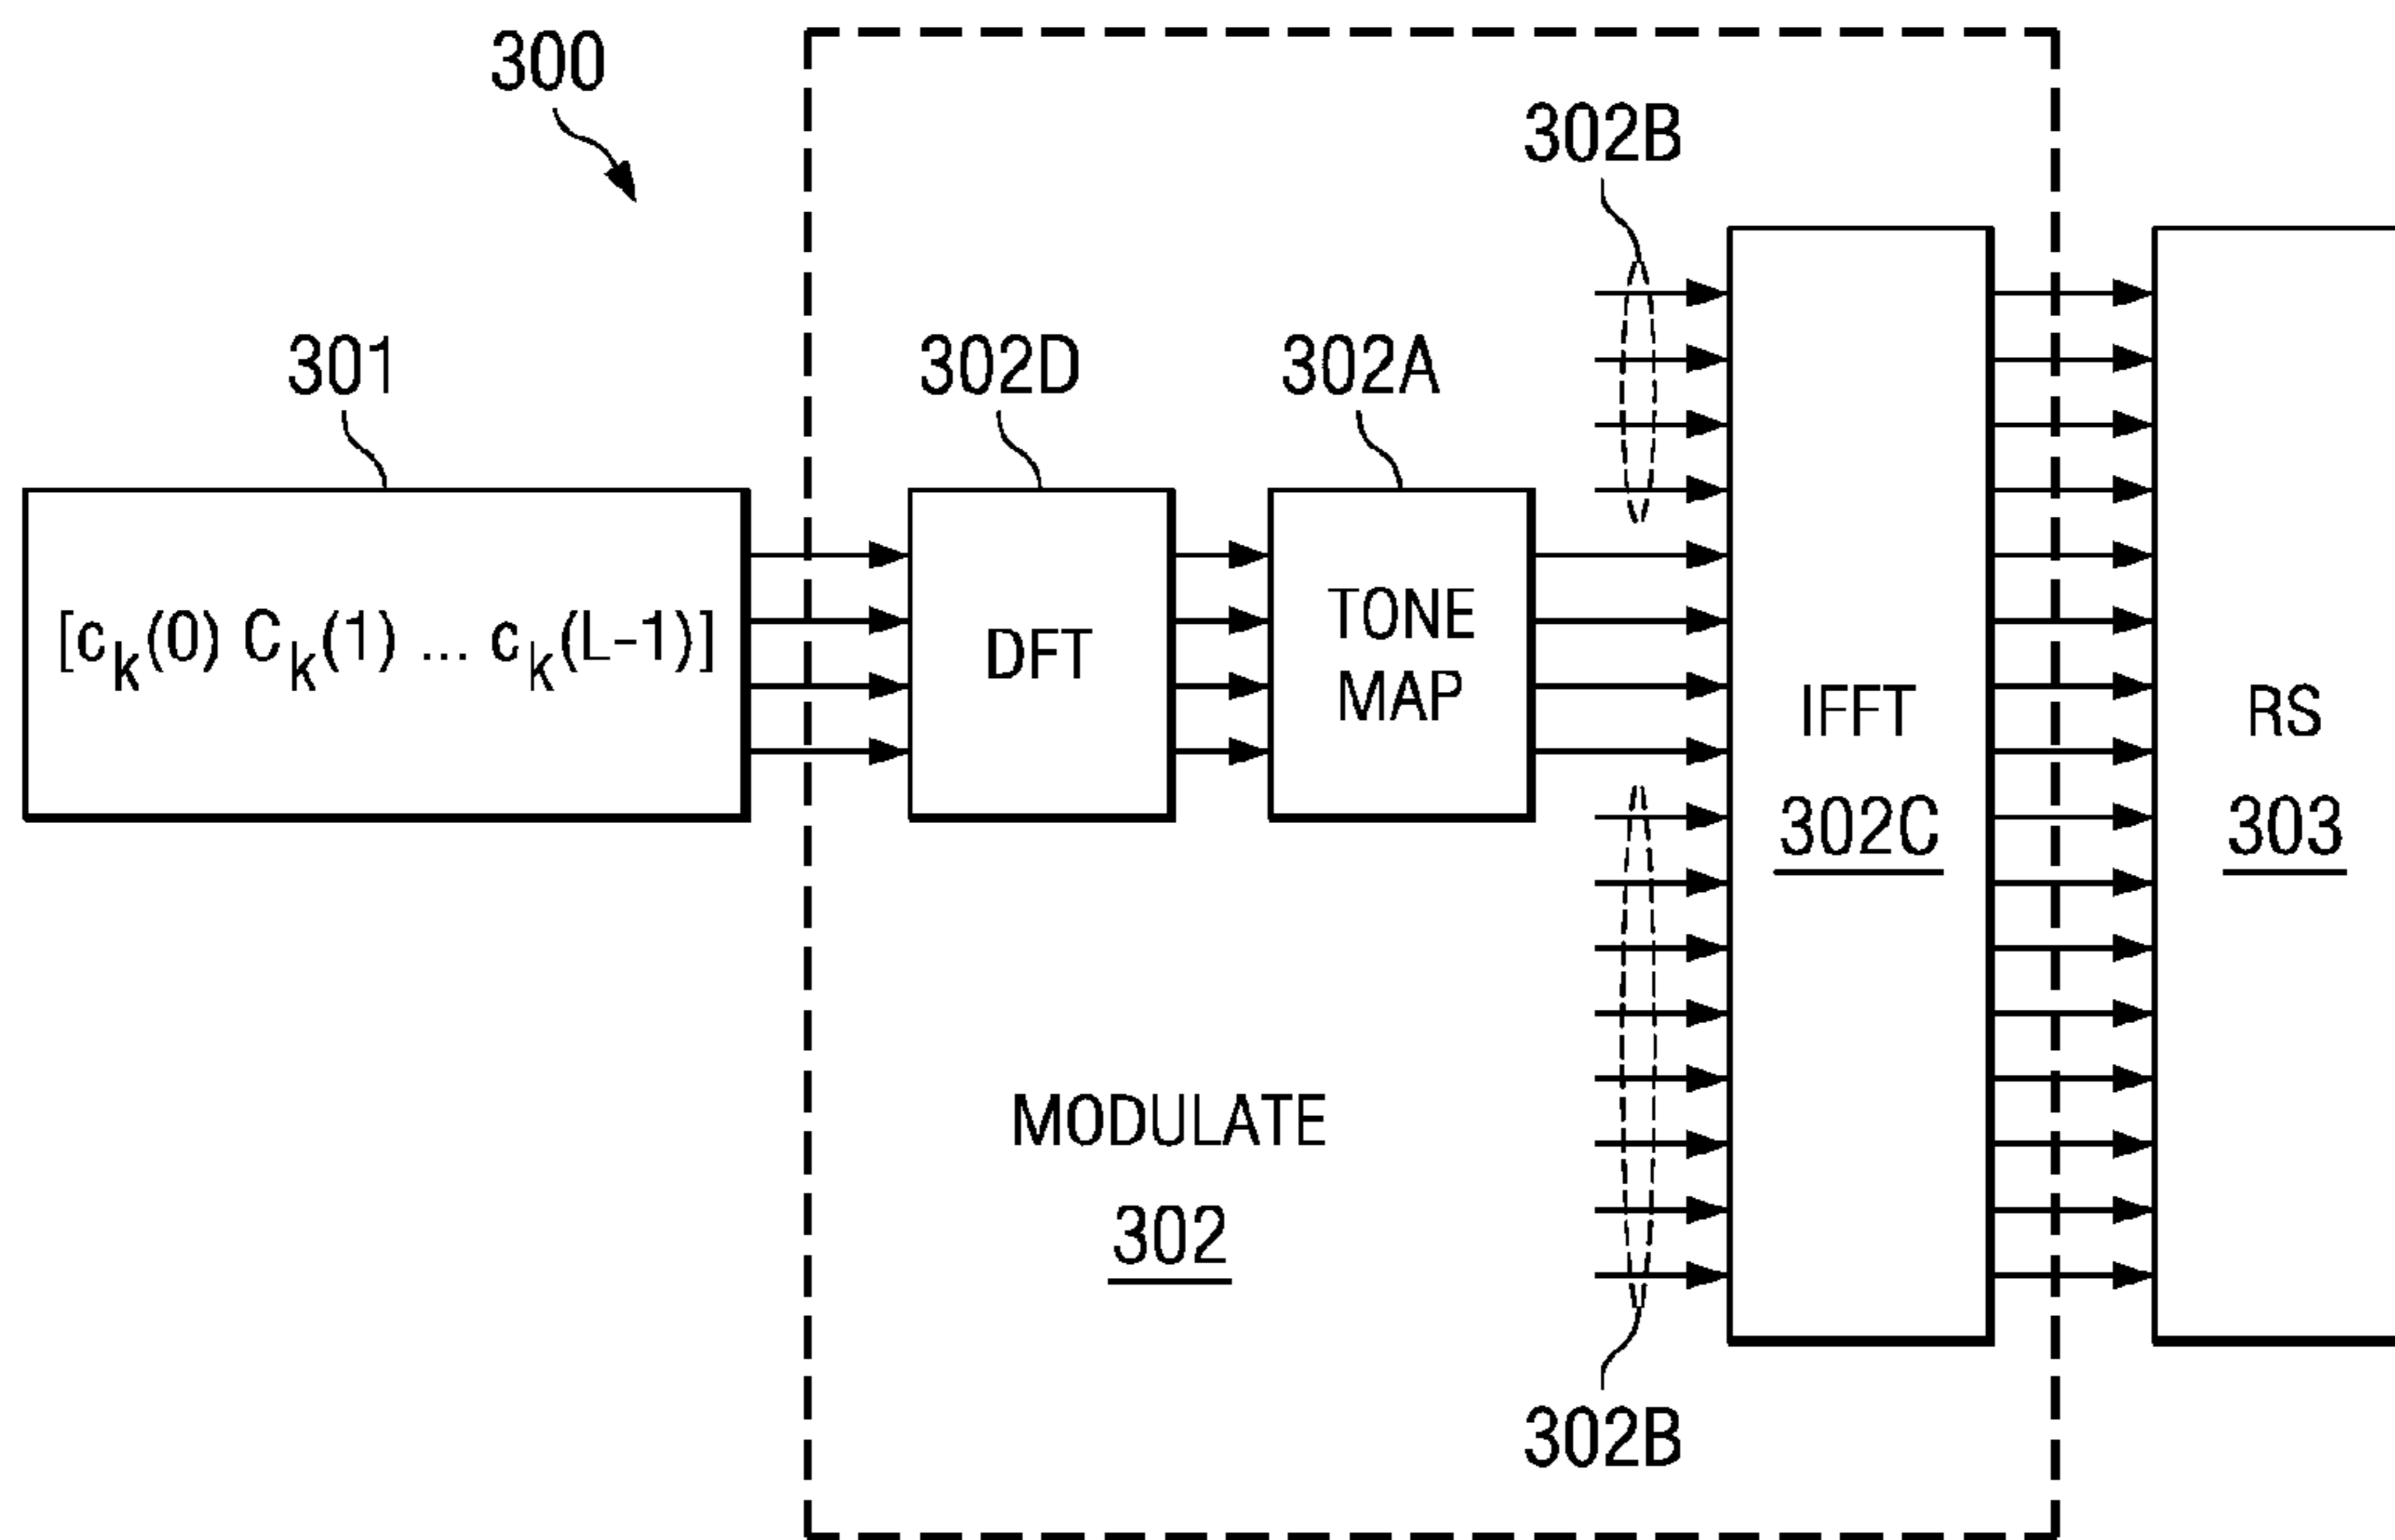 300
302B
301
302D
302A
[ck(0) Ck(1) ... ck(L-1)]
DFT
TONE
MAP
IFFT
302C
RS
303
MODULATE
302
302B